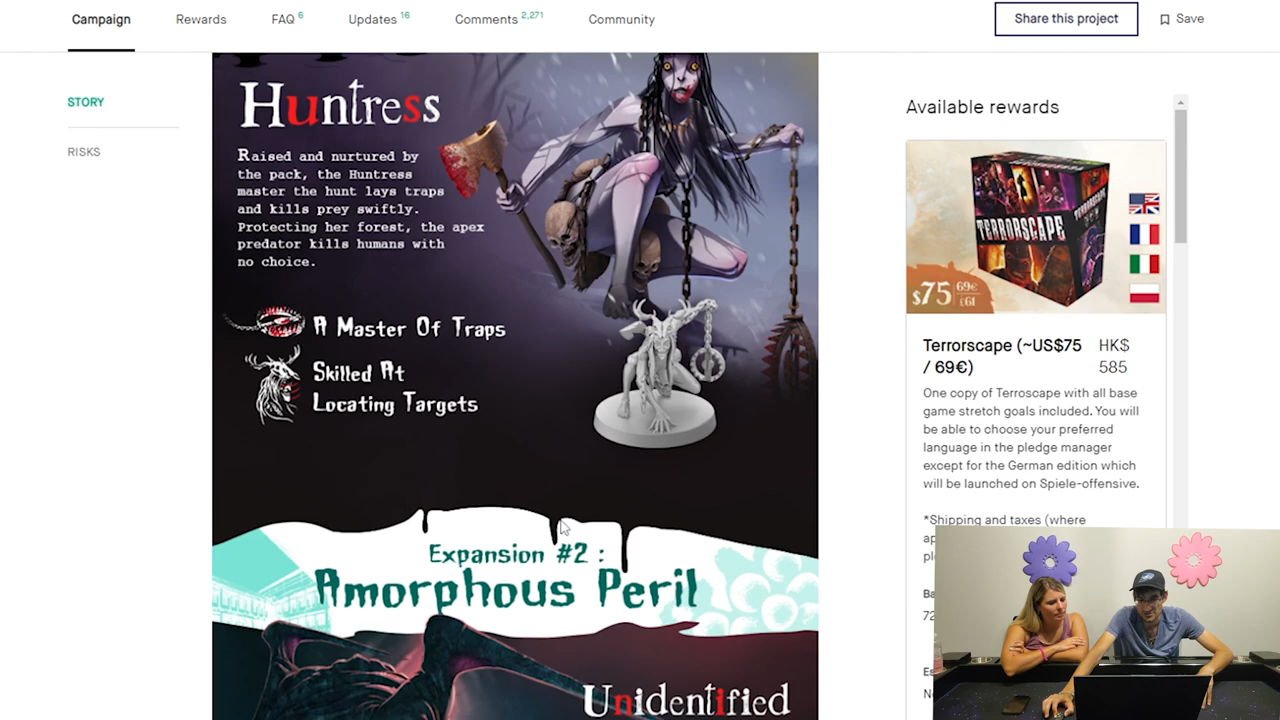 Campaign Rewards FAQ 6 Updates 16 Comments 2,271 Community
Share this project Save
STORY
RISKS
Huntress
Raised and nurtured by
the pack, the Huntress
master the hunt lays traps
and kills prey swiftly.
Protecting her forest, the apex
predator kills humans with
no choice.
A Master Of Traps
Skilled At
Locating Targets
Expansion #2 :
Amorphous Peril
Unidentified
Available rewards
TERRORSCAPE
TERRORSCAPE
$75 69€
£61
Terrorscape (~US$75
/ 69€)
HK$
585
One copy of Terroscape with all base
game stretch goals included. You will
be able to choose your preferred
language in the pledge manager
except for the German edition which
will be launched on Spiele-offensive.
*Shipping and taxes (where